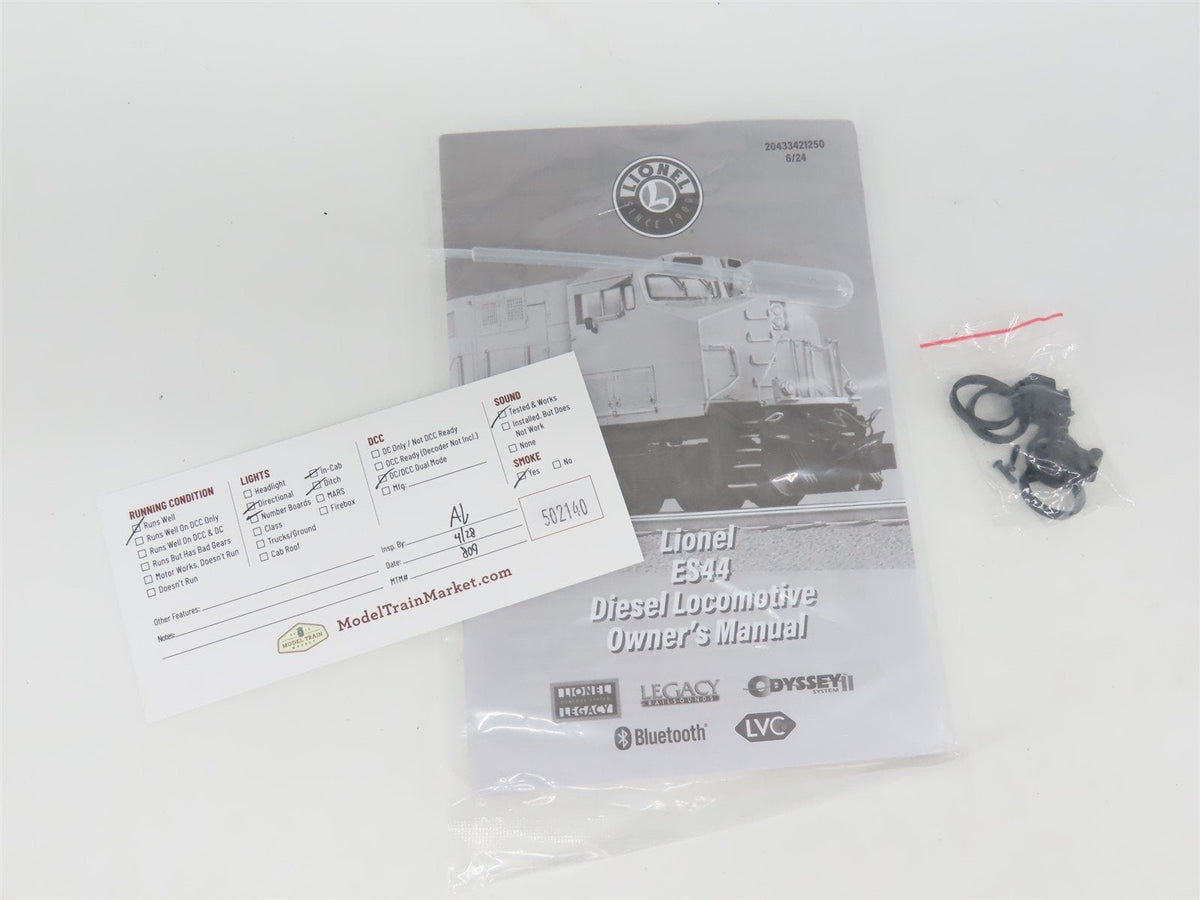 20433421250
6/24
LIONEL
L
SINCE 1900
Lionel
ES44
Diesel Locomotive
Owner's Manual
LIONEL
LEGACY
LEGACY
RAILSOUNDS
ODYSSEY II
SYSTEM
Bluetooth®
LVC
RUNNING CONDITION
Runs Well
Runs Well On DCC Only
Runs Well On DCC & DC
Runs But Has Bad Gears
Motor Works, Doesn't Run
Doesn't Run
LIGHTS
Headlight
Directional
Number Boards
Class
Trucks/Ground
Cab Roof
In-Cab
Ditch
MARS
Firebox
DCC
DC Only / Not DCC Ready
DCC Ready (Decoder Not Incl.)
DC/DCC Dual Mode
Mfg:
SOUND
Tested & Works
Installed, But Does
Not Work
None
SMOKE
Yes
No
502140
Insp. By: AL
Date: 4/28
MTM# 809
Other Features:
Notes:
MODEL TRAIN
MARKET
ModelTrainMarket.com